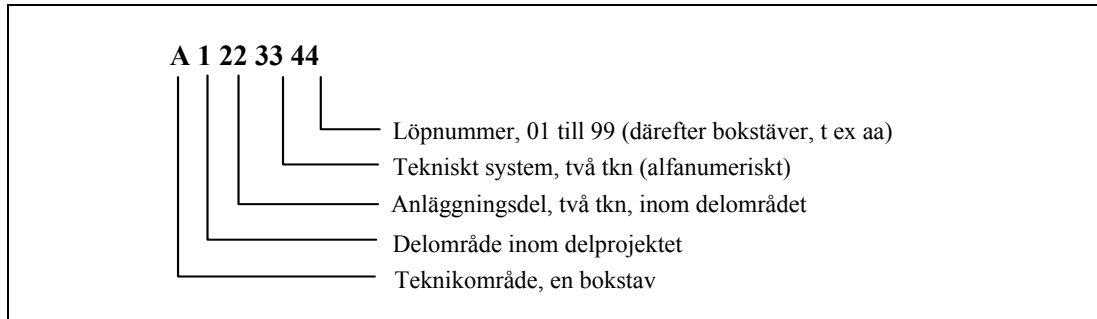 A 1 22 33 44
Löpnummer, 01 till 99 (därefter bokstäver, t ex aa)
Tekniskt system, två tkn (alfanumeriskt)
Anläggningsdel, två tkn, inom delområdet
Delområde inom delprojektet
Teknikområde, en bokstav